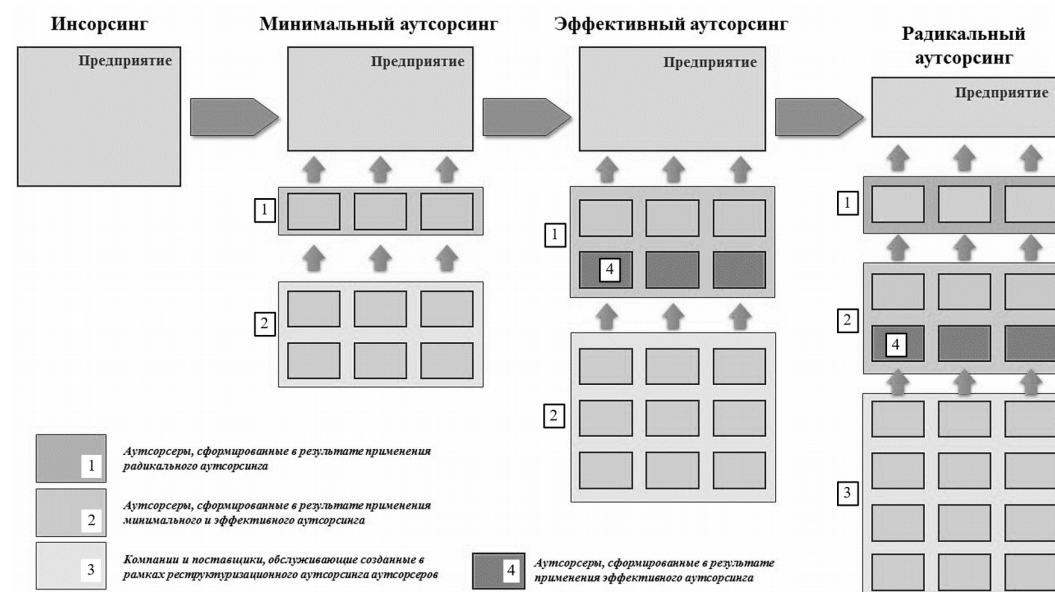 Инсорсинг
Предприятие
Минимальный аутсорсинг
Предприятие
1
2
Эффективный аутсорсинг
Предприятие
1
4
2
Радикальный
аутсорсинг
Предприятие
1
2
4
3
1
Аутсорсеры, сформированные в результате применения
радикального аутсорсинга
2
Аутсорсеры, сформированные в результате применения
минимального и эффективного аутсорсинга
3
Компании и поставщики, обслуживающие созданные в
рамках реструктуризационного аутсорсинга аутсорсеров
4
Аутсорсеры, сформированные в результате
применения эффективного аутсорсинга